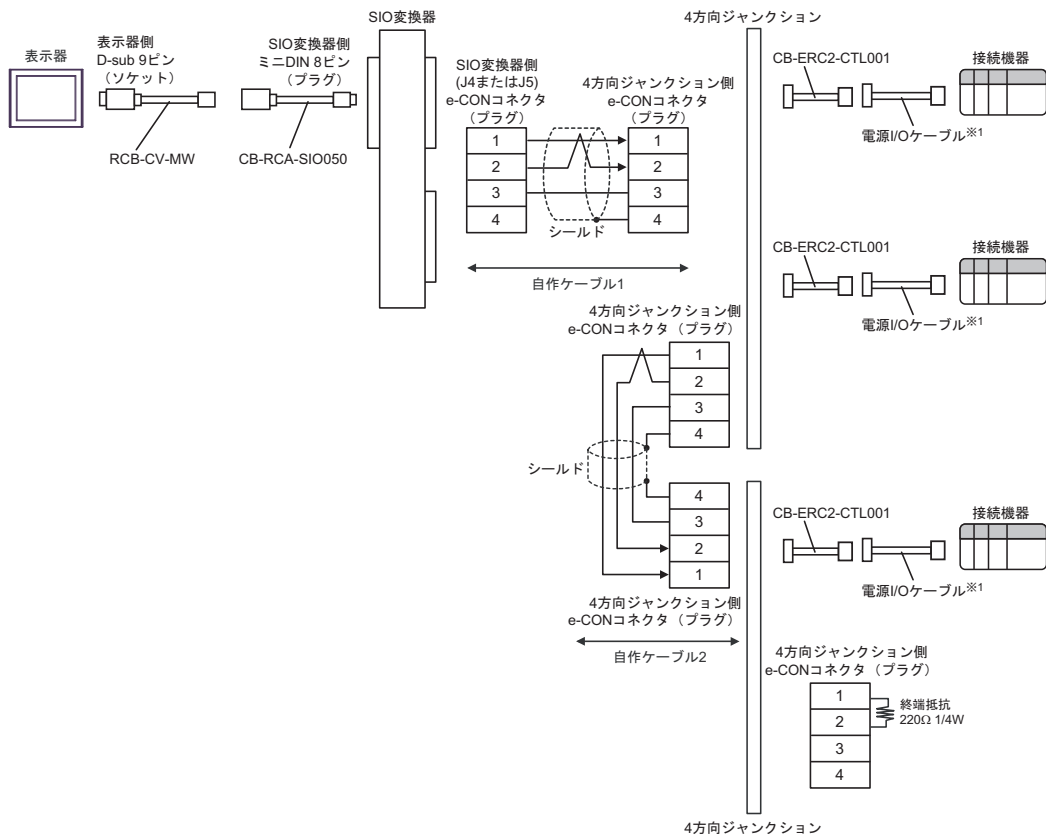 SIO変換器
4方向ジャンクション
表示器
表示器側
D-sub 9ピン
（ソケット）
SIO変換器側
ミニDIN 8ピン
（プラグ）
RCB-CV-MW
CB-RCA-SIO050
SIO変換器側
(J4またはJ5)
e-CONコネクタ
（プラグ）
4方向ジャンクション側
e-CONコネクタ
（プラグ）
1
2
3
4
1
2
3
4
シールド
自作ケーブル1
CB-ERC2-CTL001
接続機器
電源I/Oケーブル※1
CB-ERC2-CTL001
接続機器
電源I/Oケーブル※1
4方向ジャンクション側
e-CONコネクタ（プラグ）
1
2
3
4
シールド
4
3
2
1
4方向ジャンクション側
e-CONコネクタ（プラグ）
自作ケーブル2
CB-ERC2-CTL001
接続機器
電源I/Oケーブル※1
4方向ジャンクション側
e-CONコネクタ（プラグ）
1
2
3
4
終端抵抗
220Ω 1/4W
4方向ジャンクション